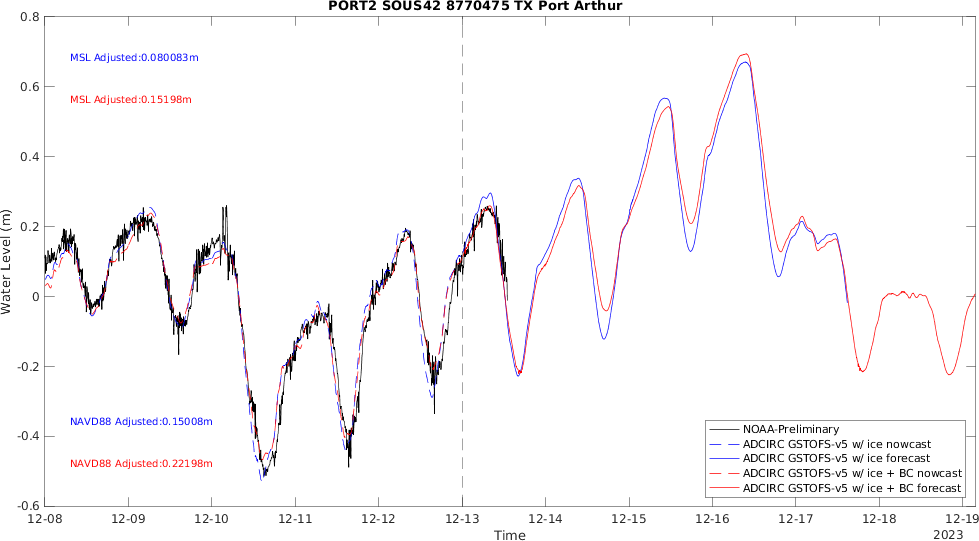 PORT2 SOUS42 8770475 TX Port Arthur
0.8
0.6
0.4
0.2
0
-0.2
-0.4
-0.6
Water Level (m)
MSL Adjusted:0.080083m
MSL Adjusted:0.15198m
NAVD88 Adjusted:0.15008m
NAVD88 Adjusted:0.22198m
NOAA-Preliminary
ADCIRC GSTOFS-v5 w/ ice nowcast
ADCIRC GSTOFS-v5 w/ ice forecast
ADCIRC GSTOFS-v5 w/ ice + BC nowcast
ADCIRC GSTOFS-v5 w/ ice + BC forecast
12-08 12-09 12-10 12-11 12-12 12-13 12-14 12-15 12-16 12-17 12-18 12-19
Time
2023